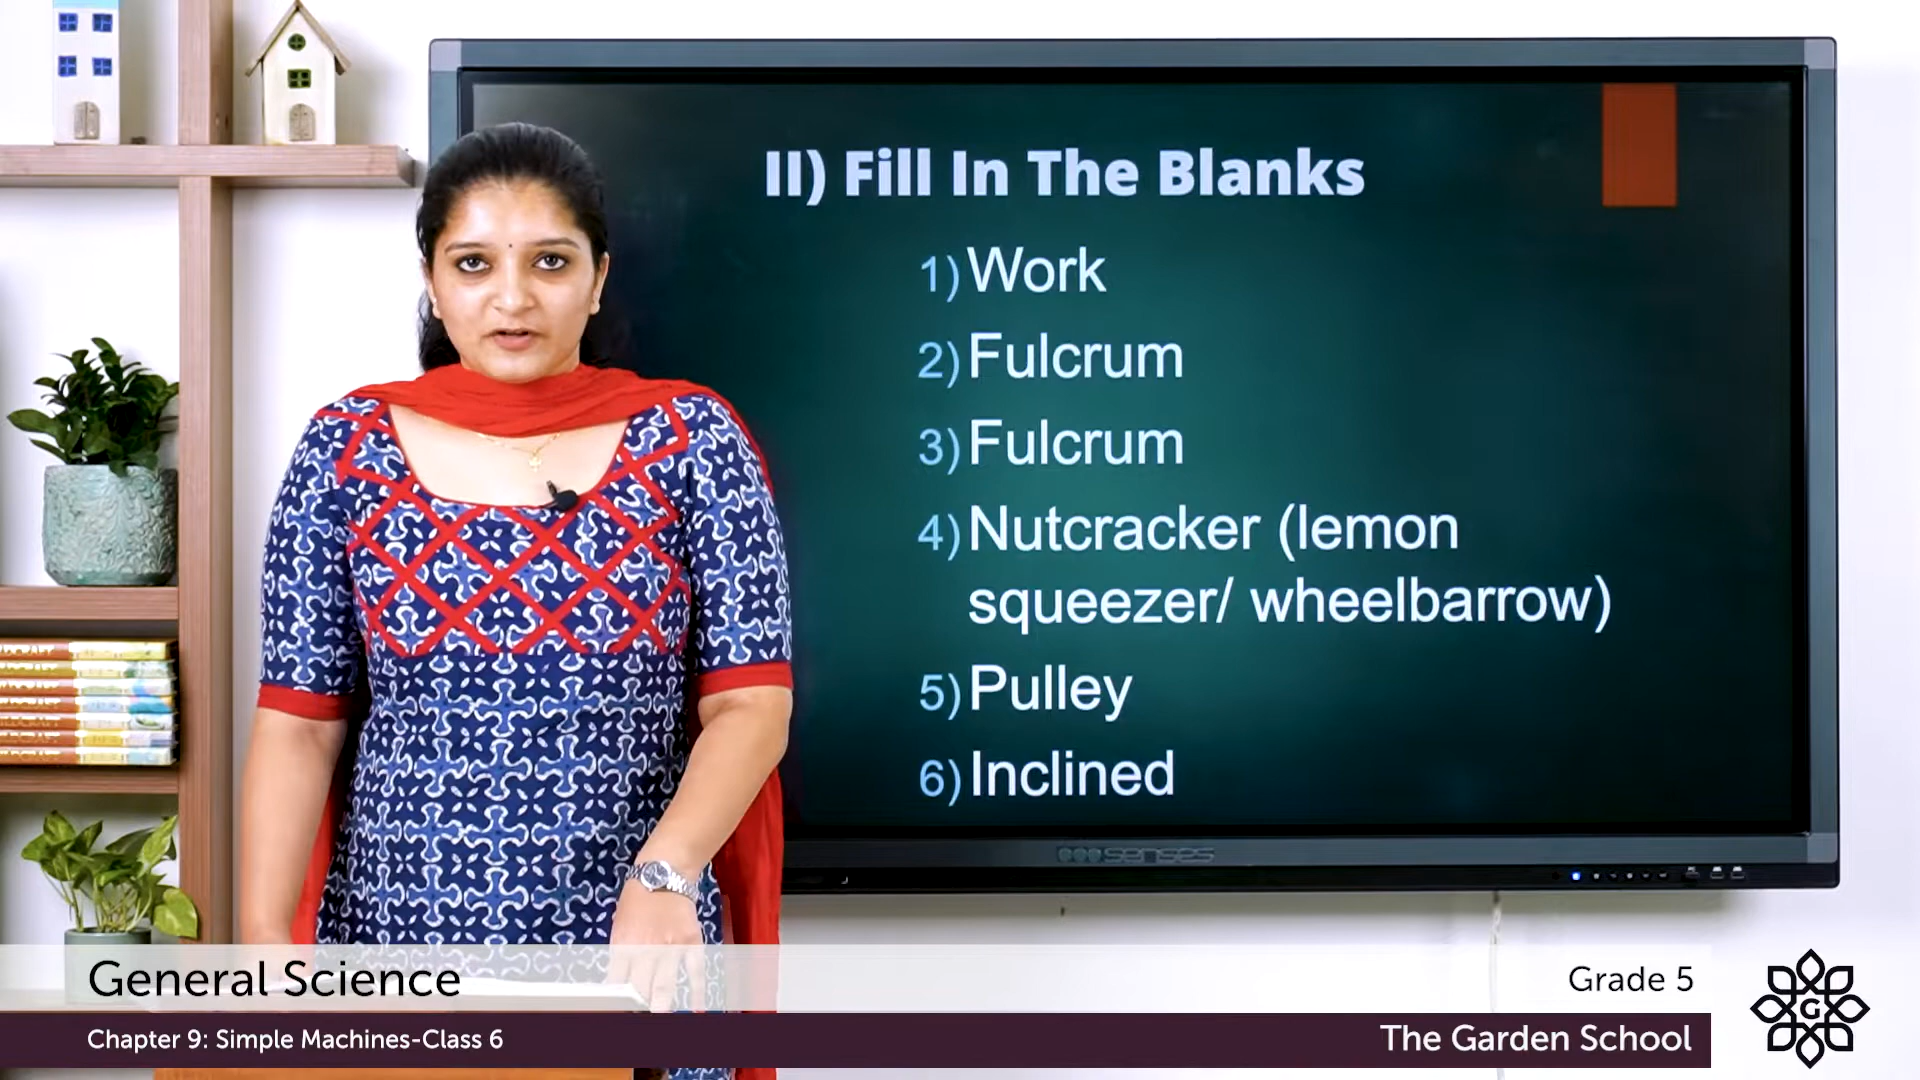 II) Fill In The Blanks
1) Work
2) Fulcrum
3) Fulcrum
4) Nutcracker (lemon
squeezer/ wheelbarrow)
5) Pulley
6) Inclined
senses
General Science
Grade 5
Chapter 9: Simple Machines-Class 6
The Garden School
G